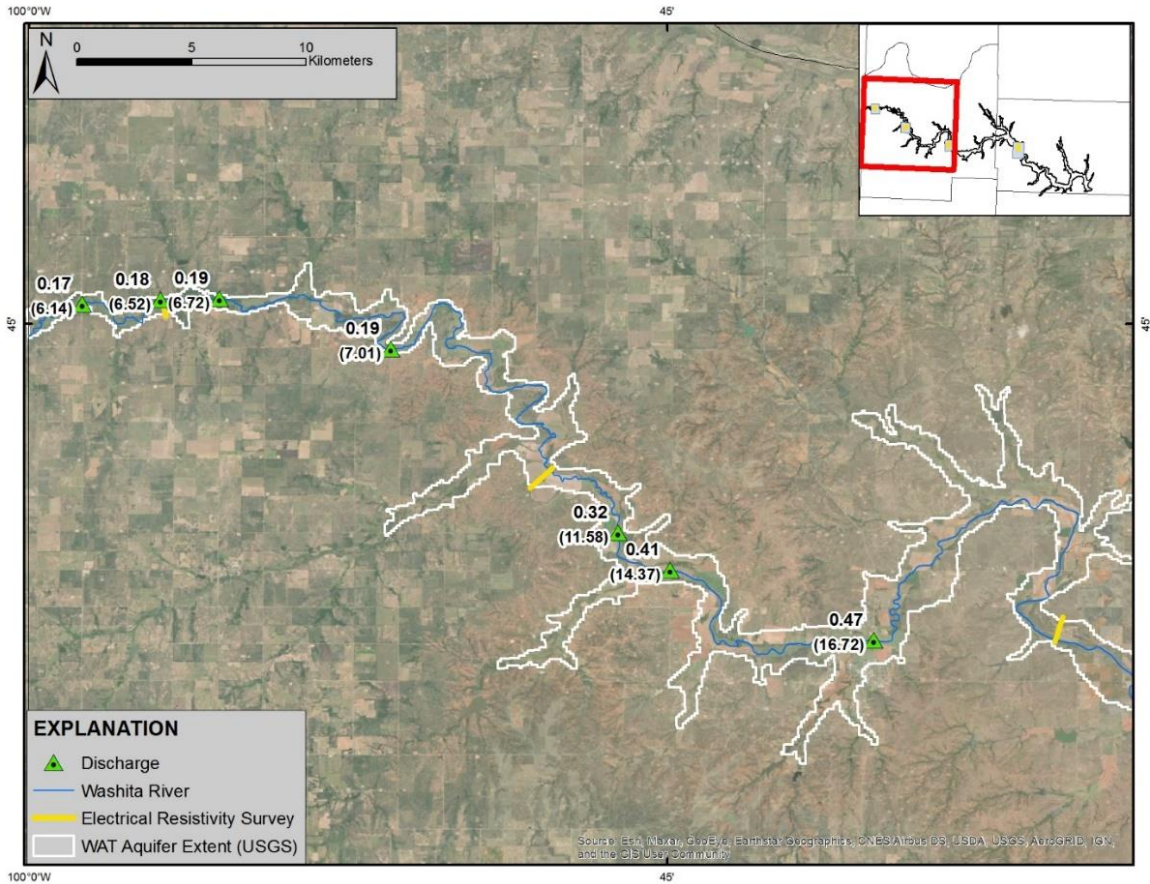 100°0'W
45'
N
0
5
10
Kilometers
0.17
0.18
0.19
(6.14)
(6.52)
(6.72)
0.19
(7.01)
45'
45'
0.32
(11.58)
0.41
(14.37)
0.47
(16.72)
EXPLANATION
Discharge
Washita River
Electrical Resistivity Survey
WAT Aquifer Extent (USGS)
Source: Esri, Maxar, GeoEye, Earthstar Geographics, CNES/Airbus DS, USDA, USGS, AeroGRID, IGN,
and the GIS User Community
100°0'W
45'